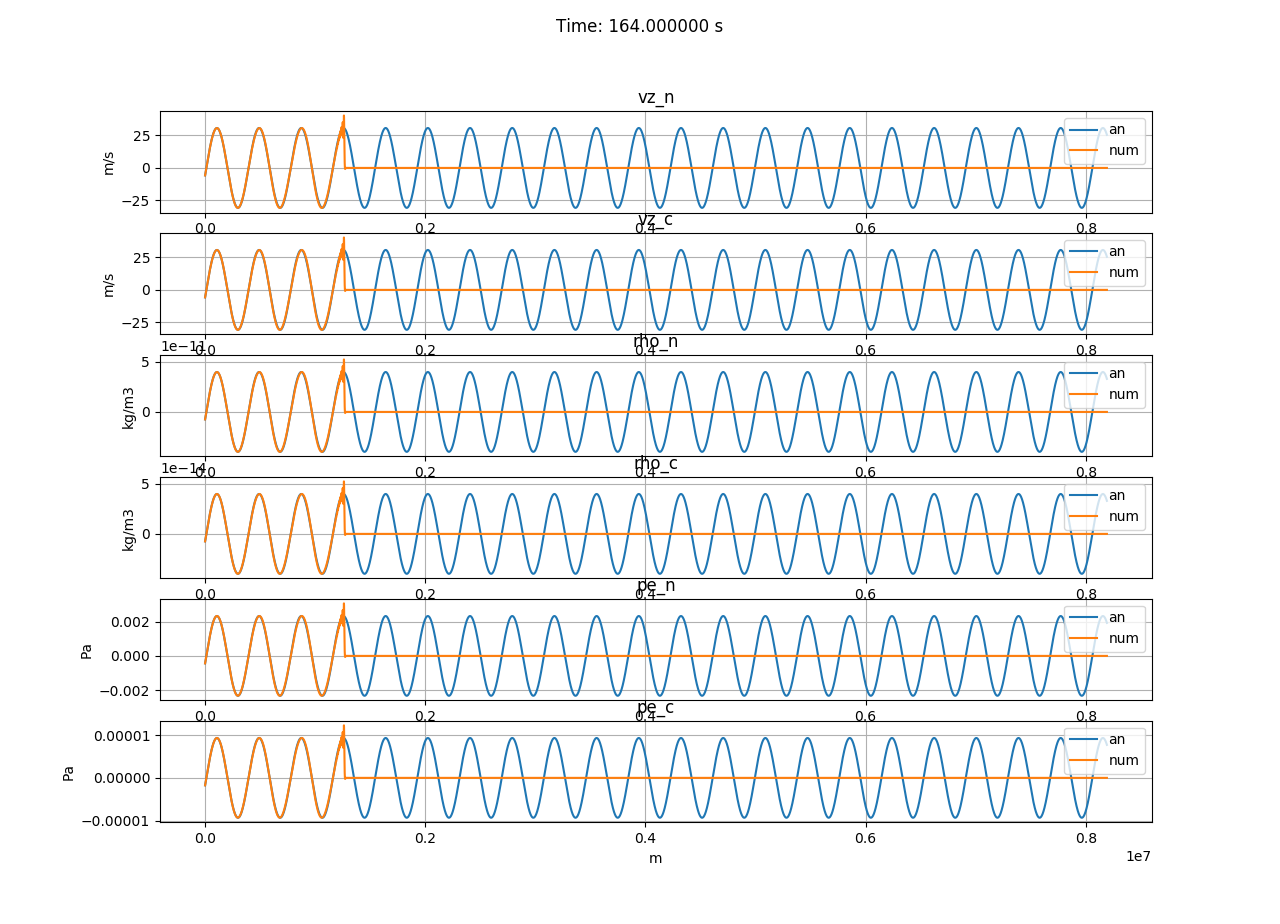 Time: 164.000000 s
vz_n
25
0
−25
m/s
an
num
0.0 0.2 0.4 0.6 0.8
vz_c
25
0
−25
m/s
an
num
0.0 0.2 0.4 0.6 0.8
rho_n
1e−11
5
0
kg/m3
an
num
0.0 0.2 0.4 0.6 0.8
rho_c
1e−14
5
0
kg/m3
an
num
0.0 0.2 0.4 0.6 0.8
pe_n
0.002
0.000
−0.002
Pa
an
num
0.0 0.2 0.4 0.6 0.8
pe_c
0.00001
0.00000
−0.00001
Pa
an
num
0.0 0.2 0.4 0.6 0.8
m
1e7